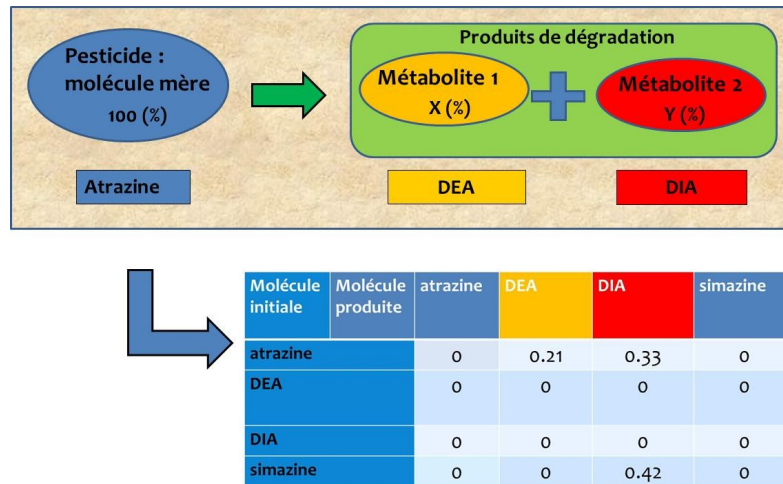 Produits de dégradation
Pesticide :
molécule mère
100 (%)
Métabolite 1
X (%)
Métabolite 2
Y (%)
Atrazine
DEA
DIA
Molécule initiale Molécule produite atrazine DEA DIA simazine
atrazine 0 0.21 0.33 0
DEA 0 0 0 0
DIA 0 0 0 0
simazine 0 0 0.42 0